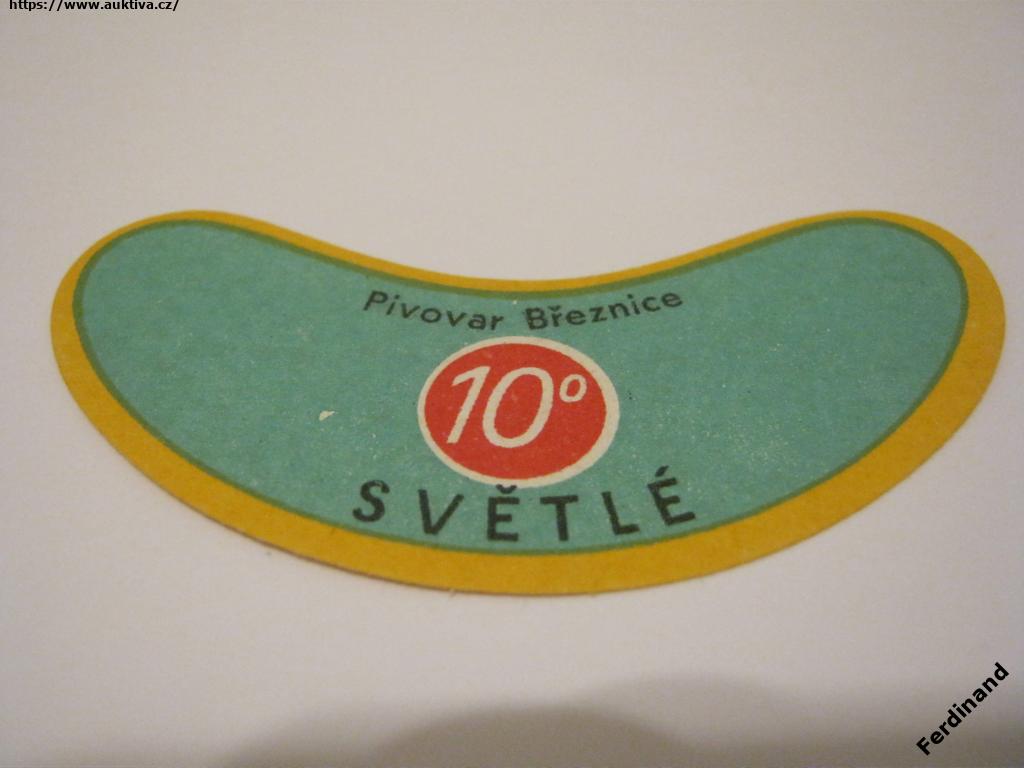 https://www.auktiva.cz/
Pivovar Březnice
10°
SVĚTLÉ
Ferdinand